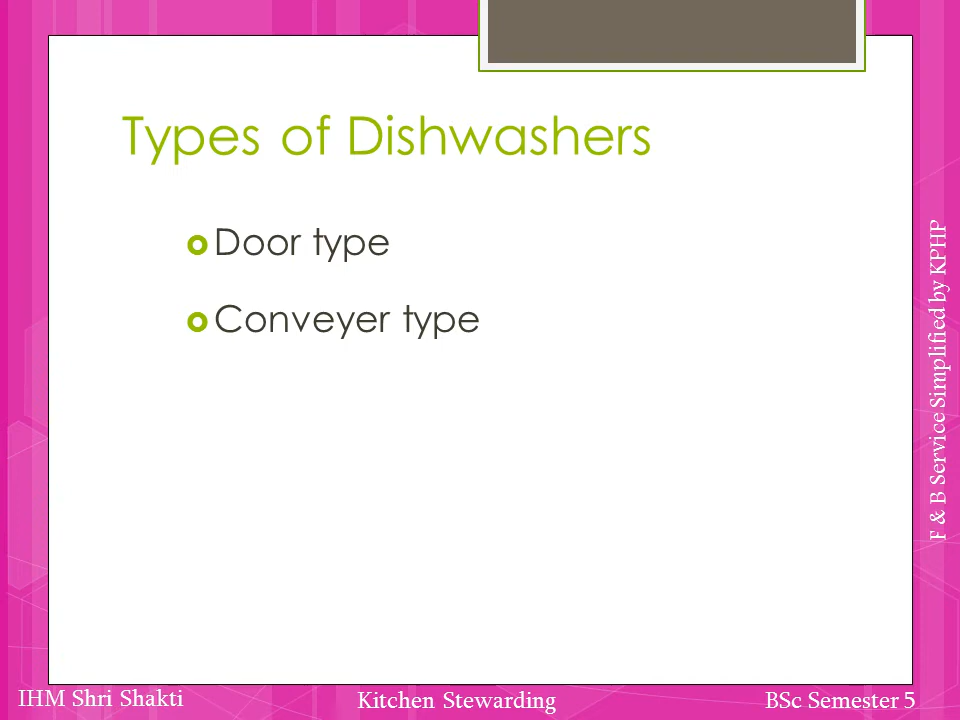 Types of Dishwashers
Door type
Conveyer type
F & B Service Simplified by KPHP
IHM Shri Shakti
Kitchen Stewarding
BSc Semester 5